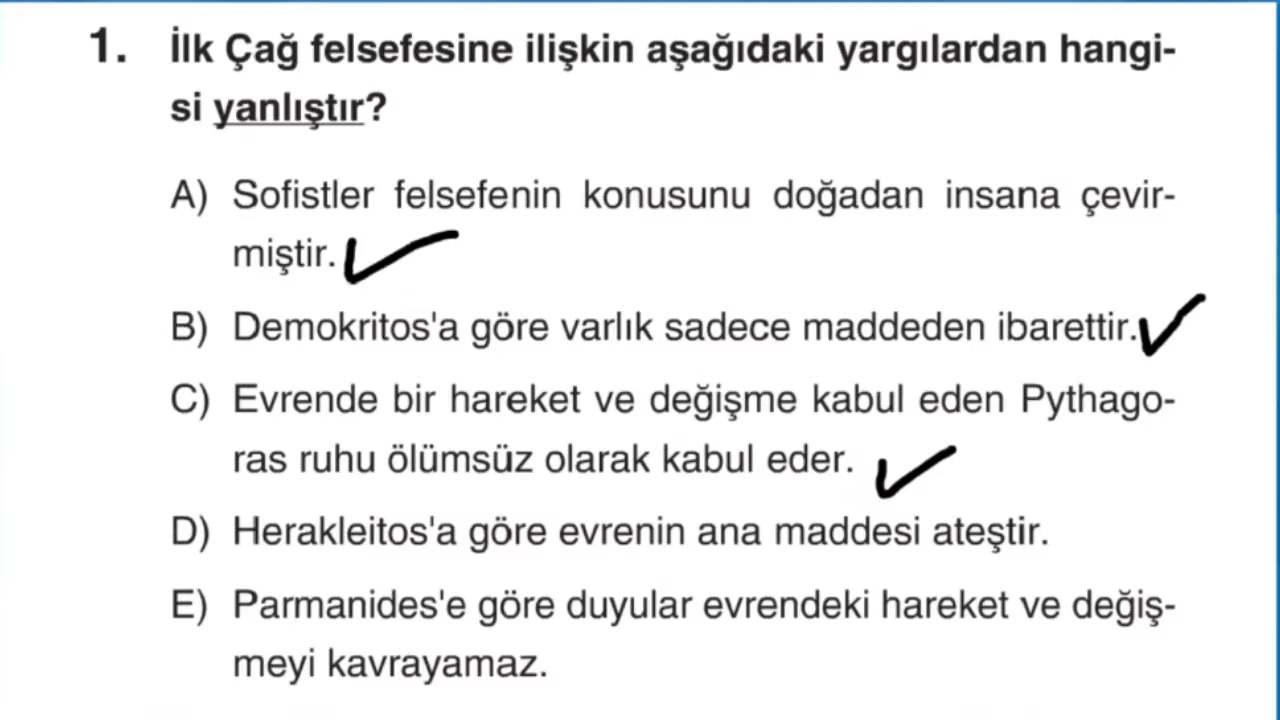 1. İlk Çağ felsefesine ilişkin aşağıdaki yargılardan hangi-
si yanlıştır?
A) Sofistler felsefenin konusunu doğadan insana çevir-
miştir.
B) Demokritos'a göre varlık sadece maddeden ibarettir.
C) Evrende bir hareket ve değişme kabul eden Pythago-
ras ruhu ölümsüz olarak kabul eder.
D) Herakleitos'a göre evrenin ana maddesi ateştir.
E) Parmanides'e göre duyular evrendeki hareket ve değiş-
meyi kavrayamaz.